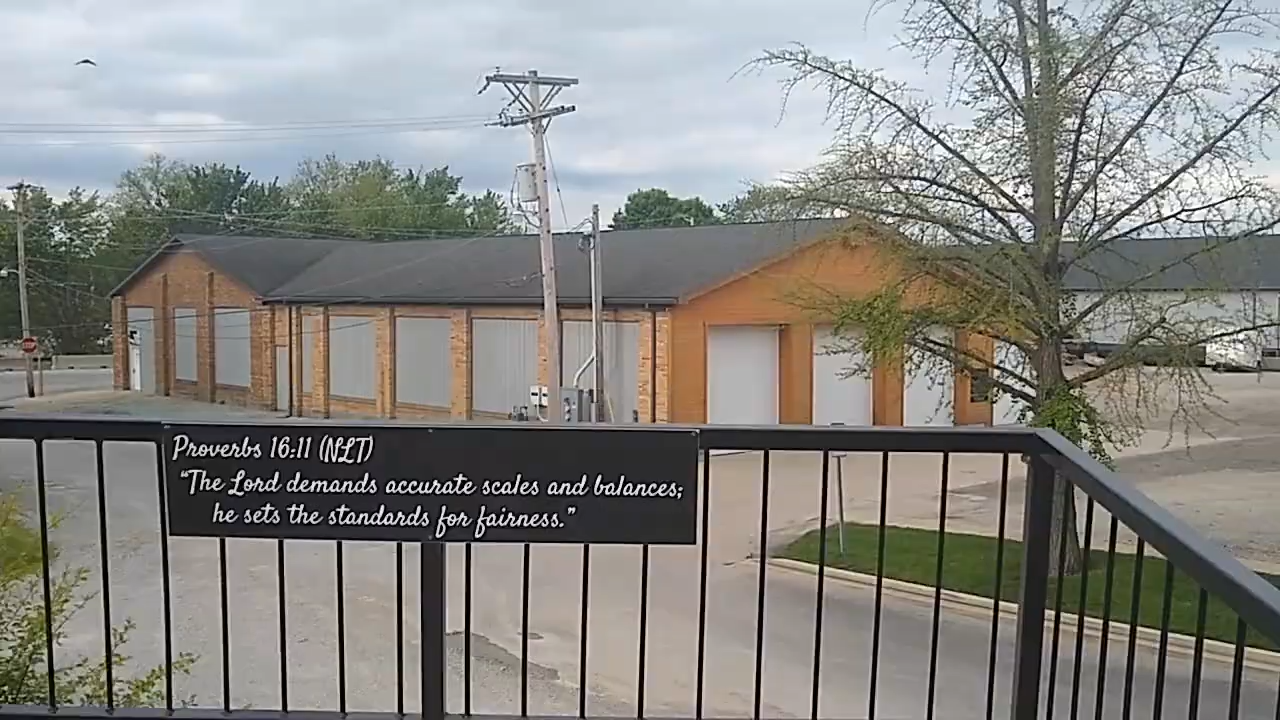 Proverbs 16:11 (NLT)
“The Lord demands accurate scales and balances;
he sets the standards for fairness.”